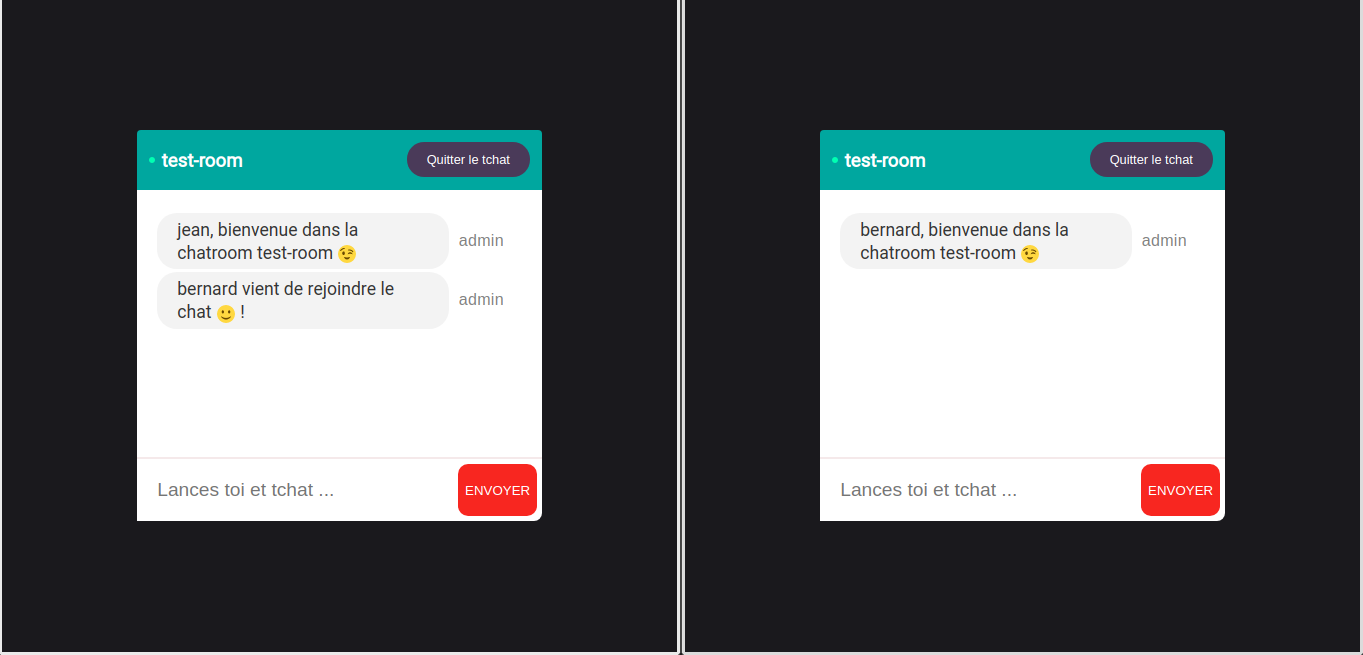 test-room
Quitter le tchat
jean, bienvenue dans la
chatroom test-room 😉
admin
bernard vient de rejoindre le
chat 🙂 !
admin
Lances toi et tchat ...
ENVOYER
test-room
Quitter le tchat
bernard, bienvenue dans la
chatroom test-room 😉
admin
Lances toi et tchat ...
ENVOYER